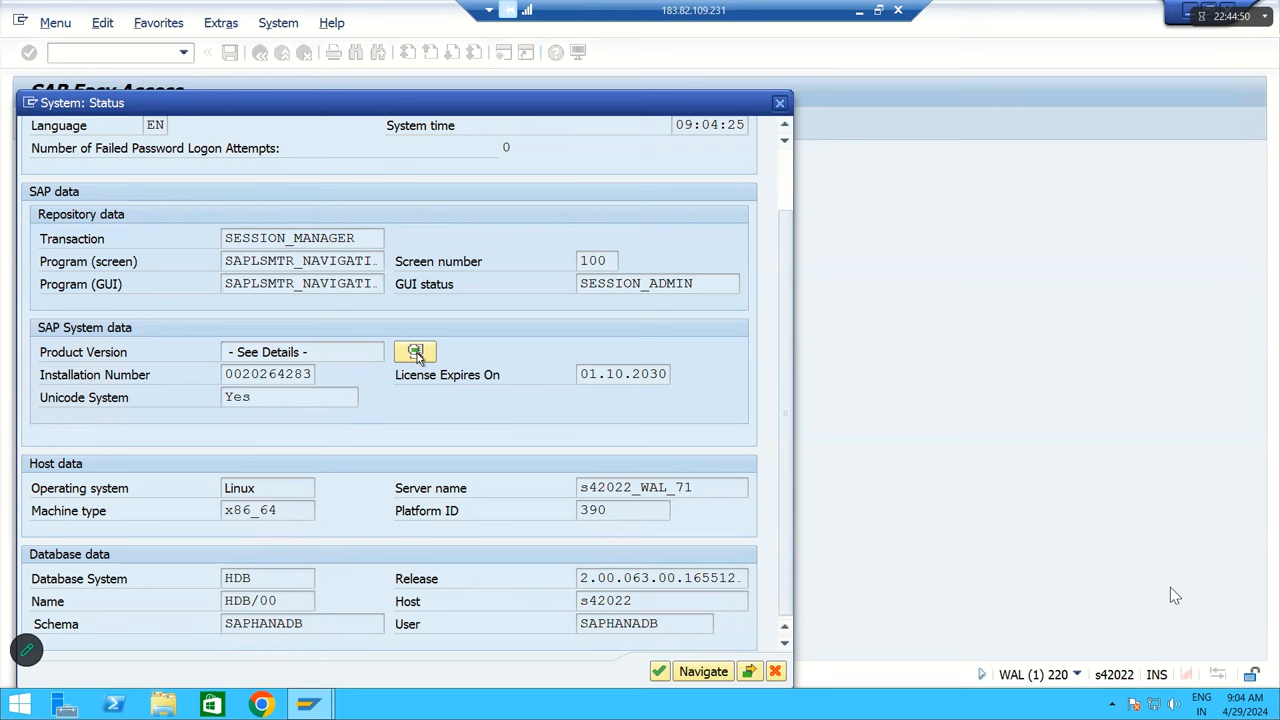 183.82.109.231
22:44:50
Menu Edit Favorites Extras System Help
SAP Easy Access
System: Status
Language EN System time 09:04:25
Number of Failed Password Logon Attempts: 0
SAP data
Repository data
Transaction SESSION_MANAGER
Program (screen) SAPLSMTR_NAVIGATI. Screen number 100
Program (GUI) SAPLSMTR_NAVIGATI. GUI status SESSION_ADMIN
SAP System data
Product Version - See Details -
Installation Number 0020264283 License Expires On 01.10.2030
Unicode System Yes
Host data
Operating system Linux Server name s42022_WAL_71
Machine type x86_64 Platform ID 390
Database data
Database System HDB Release 2.00.063.00.165512.
Name HDB/00 Host s42022
Schema SAPHANADB User SAPHANADB
Navigate
WAL (1) 220 s42022 INS
ENG 9:04 AM
IN 4/29/2024